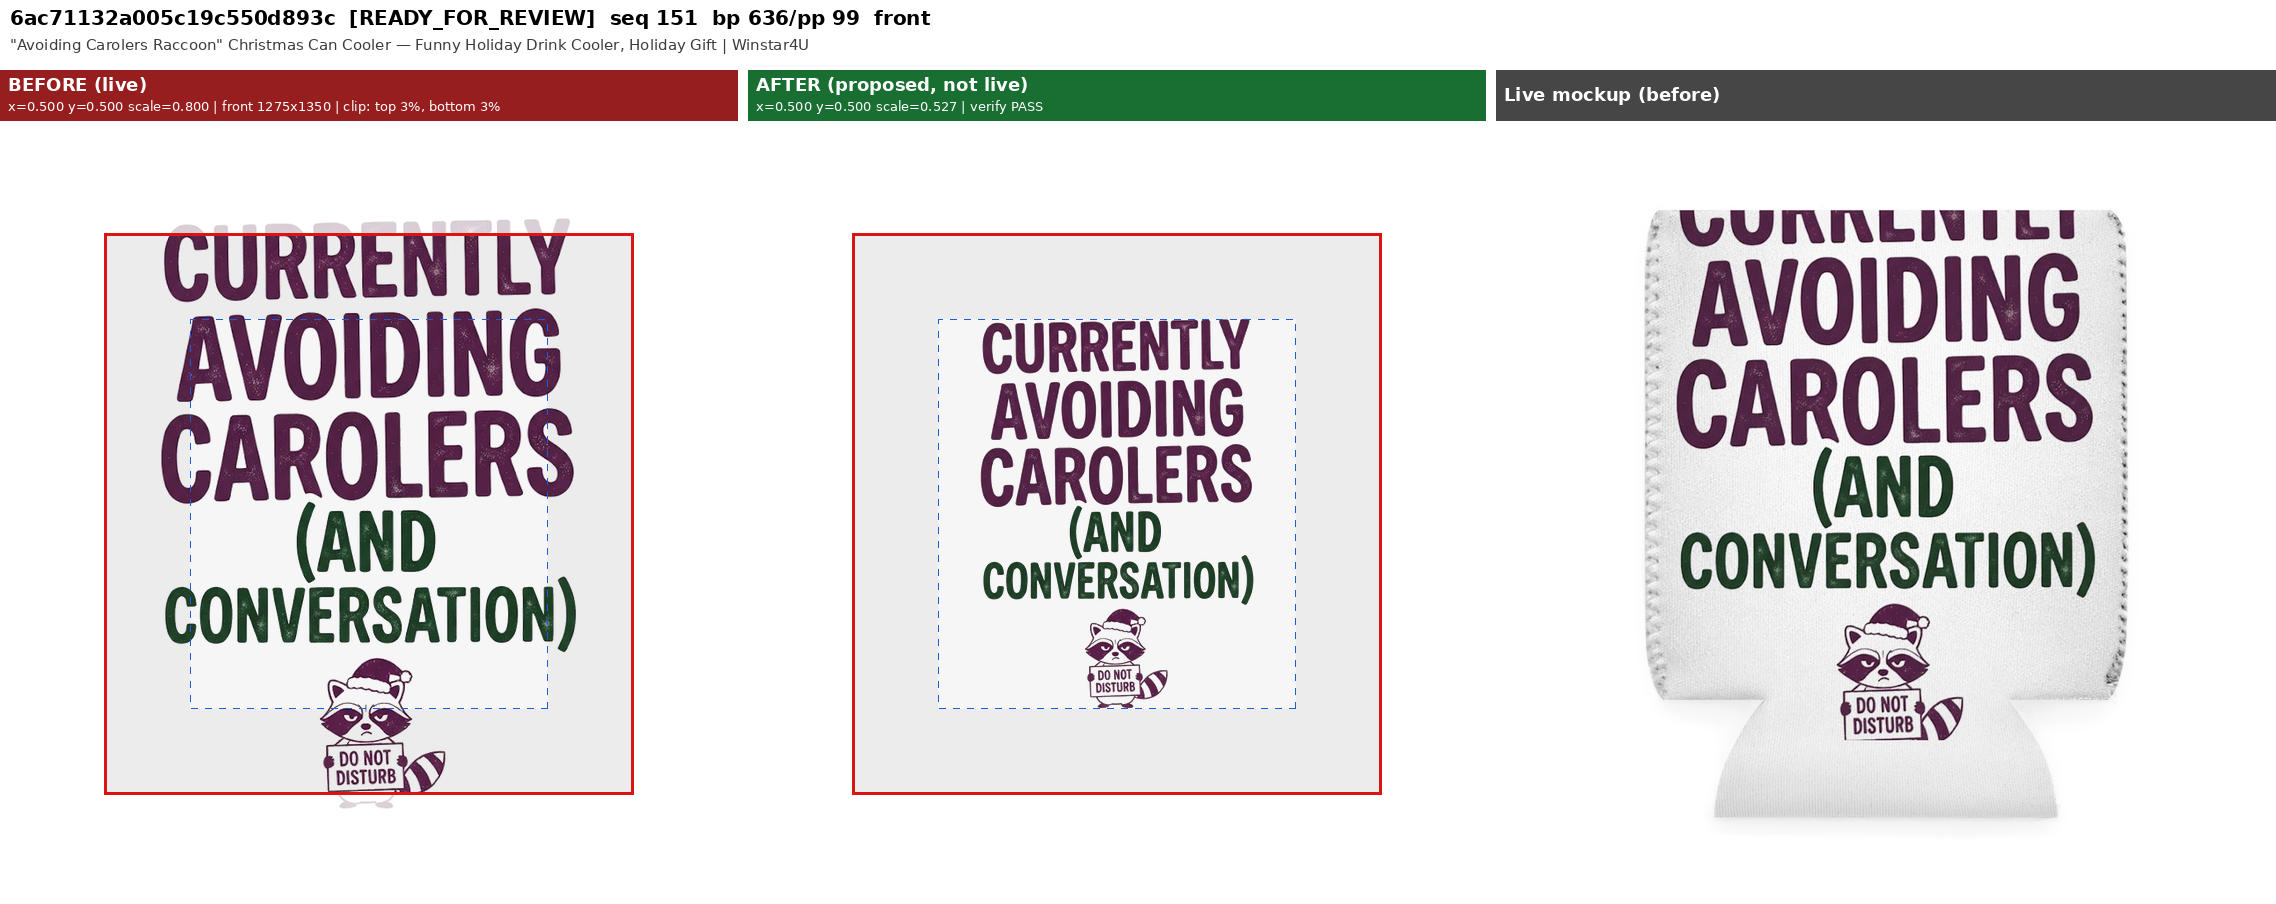 6ac71132a005c19c550d893c [READY_FOR_REVIEW] seq 151 bp 636/pp 99 front
"Avoiding Carolers Raccoon" Christmas Can Cooler — Funny Holiday Drink Cooler, Holiday Gift | Winstar4U
BEFORE (live)
x=0.500 y=0.500 scale=0.800 | front 1275x1350 | clip: top 3%, bottom 3%
CURRENTLY
AVOIDING
CAROLERS
(AND
CONVERSATION)
DO NOT
DISTURB
AFTER (proposed, not live)
x=0.500 y=0.500 scale=0.527 | verify PASS
CURRENTLY
AVOIDING
CAROLERS
(AND
CONVERSATION)
DO NOT
DISTURB
Live mockup (before)
CURRENTLY
AVOIDING
CAROLERS
(AND
CONVERSATION)
DO NOT
DISTURB